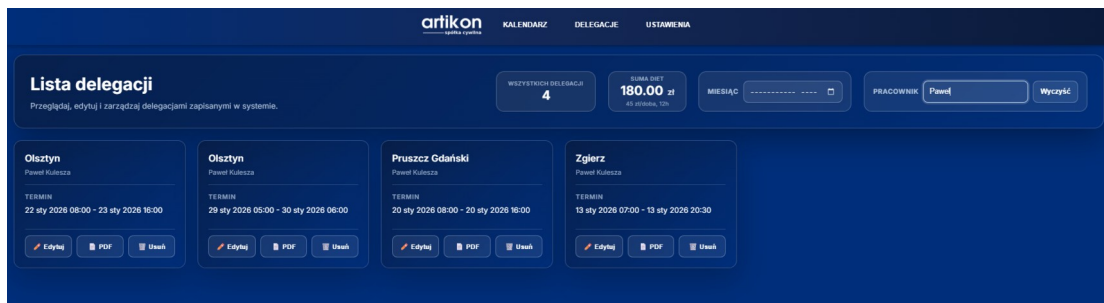 artikon
spółka cywilna
KALENDARZ
DELEGACJE
USTAWIENIA
Lista delegacji
Przeglądaj, edytuj i zarządzaj delegacjami zapisanymi w systemie.
WSZYSTKICH DELEGACJI
4
SUMA DIET
180.00 zł
45 zł/doba, 12h
MIESIĄC
---------- ----
PRACOWNIK
Paweł
Wyczyść
Olsztyn
Paweł Kulesza
TERMIN
22 sty 2026 08:00 - 23 sty 2026 16:00
Edytuj
PDF
Usuń
Olsztyn
Paweł Kulesza
TERMIN
29 sty 2026 05:00 - 30 sty 2026 06:00
Edytuj
PDF
Usuń
Pruszcz Gdański
Paweł Kulesza
TERMIN
20 sty 2026 08:00 - 20 sty 2026 16:00
Edytuj
PDF
Usuń
Zgierz
Paweł Kulesza
TERMIN
13 sty 2026 07:00 - 13 sty 2026 20:30
Edytuj
PDF
Usuń